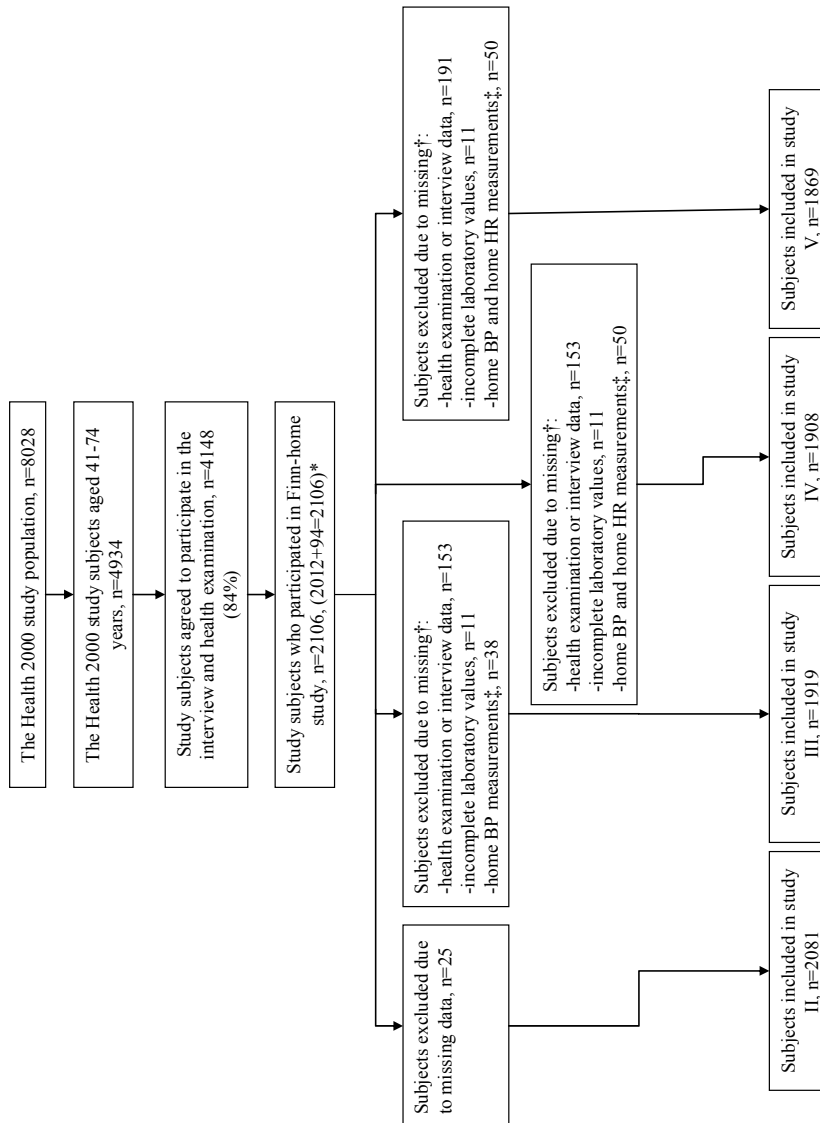 The Health 2000 study population, n=8028
The Health 2000 study subjects aged 41-74
years, n=4934
Study subjects agreed to participate in the
interview and health examination, n=4148
(84%)
Study subjects who participated in Finn-home
study, n=2106, (2012+94=2106)*
Subjects excluded due
to missing data, n=25
Subjects excluded due to missing†:
-health examination or interview data, n=153
-incomplete laboratory values, n=11
-home BP measurements‡, n=38
Subjects excluded due to missing†:
-health examination or interview data, n=153
-incomplete laboratory values, n=11
-home BP and home HR measurements‡, n=50
Subjects excluded due to missing†:
-health examination or interview data, n=191
-incomplete laboratory values, n=11
-home BP and home HR measurements‡, n=50
Subjects included in study
II, n=2081
Subjects included in study
III, n=1919
Subjects included in study
IV, n=1908
Subjects included in study
V, n=1869